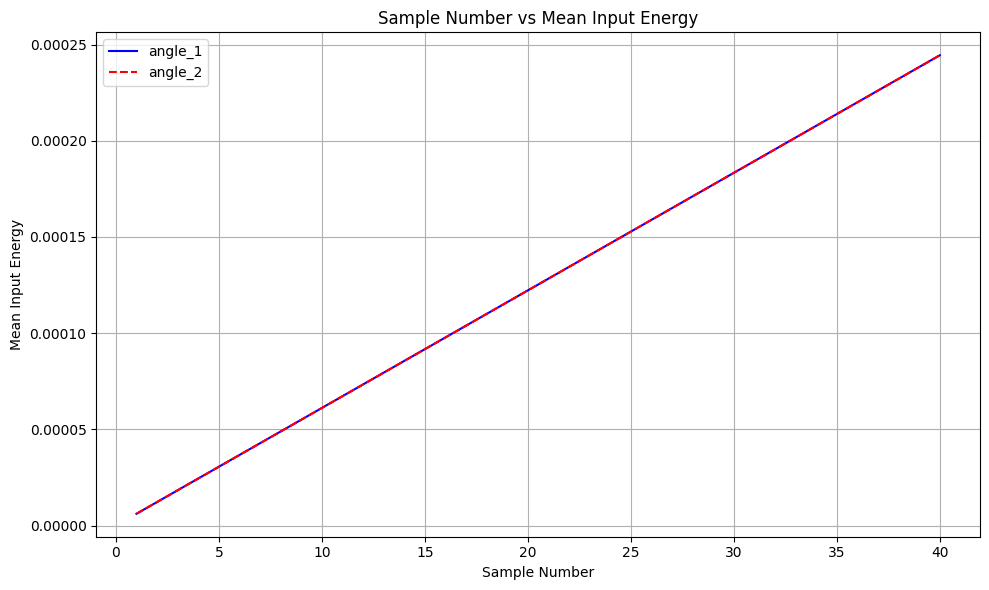 Sample Number vs Mean Input Energy
angle_1
angle_2
Mean Input Energy
0.00025
0.00020
0.00015
0.00010
0.00005
0.00000
0 5 10 15 20 25 30 35 40
Sample Number